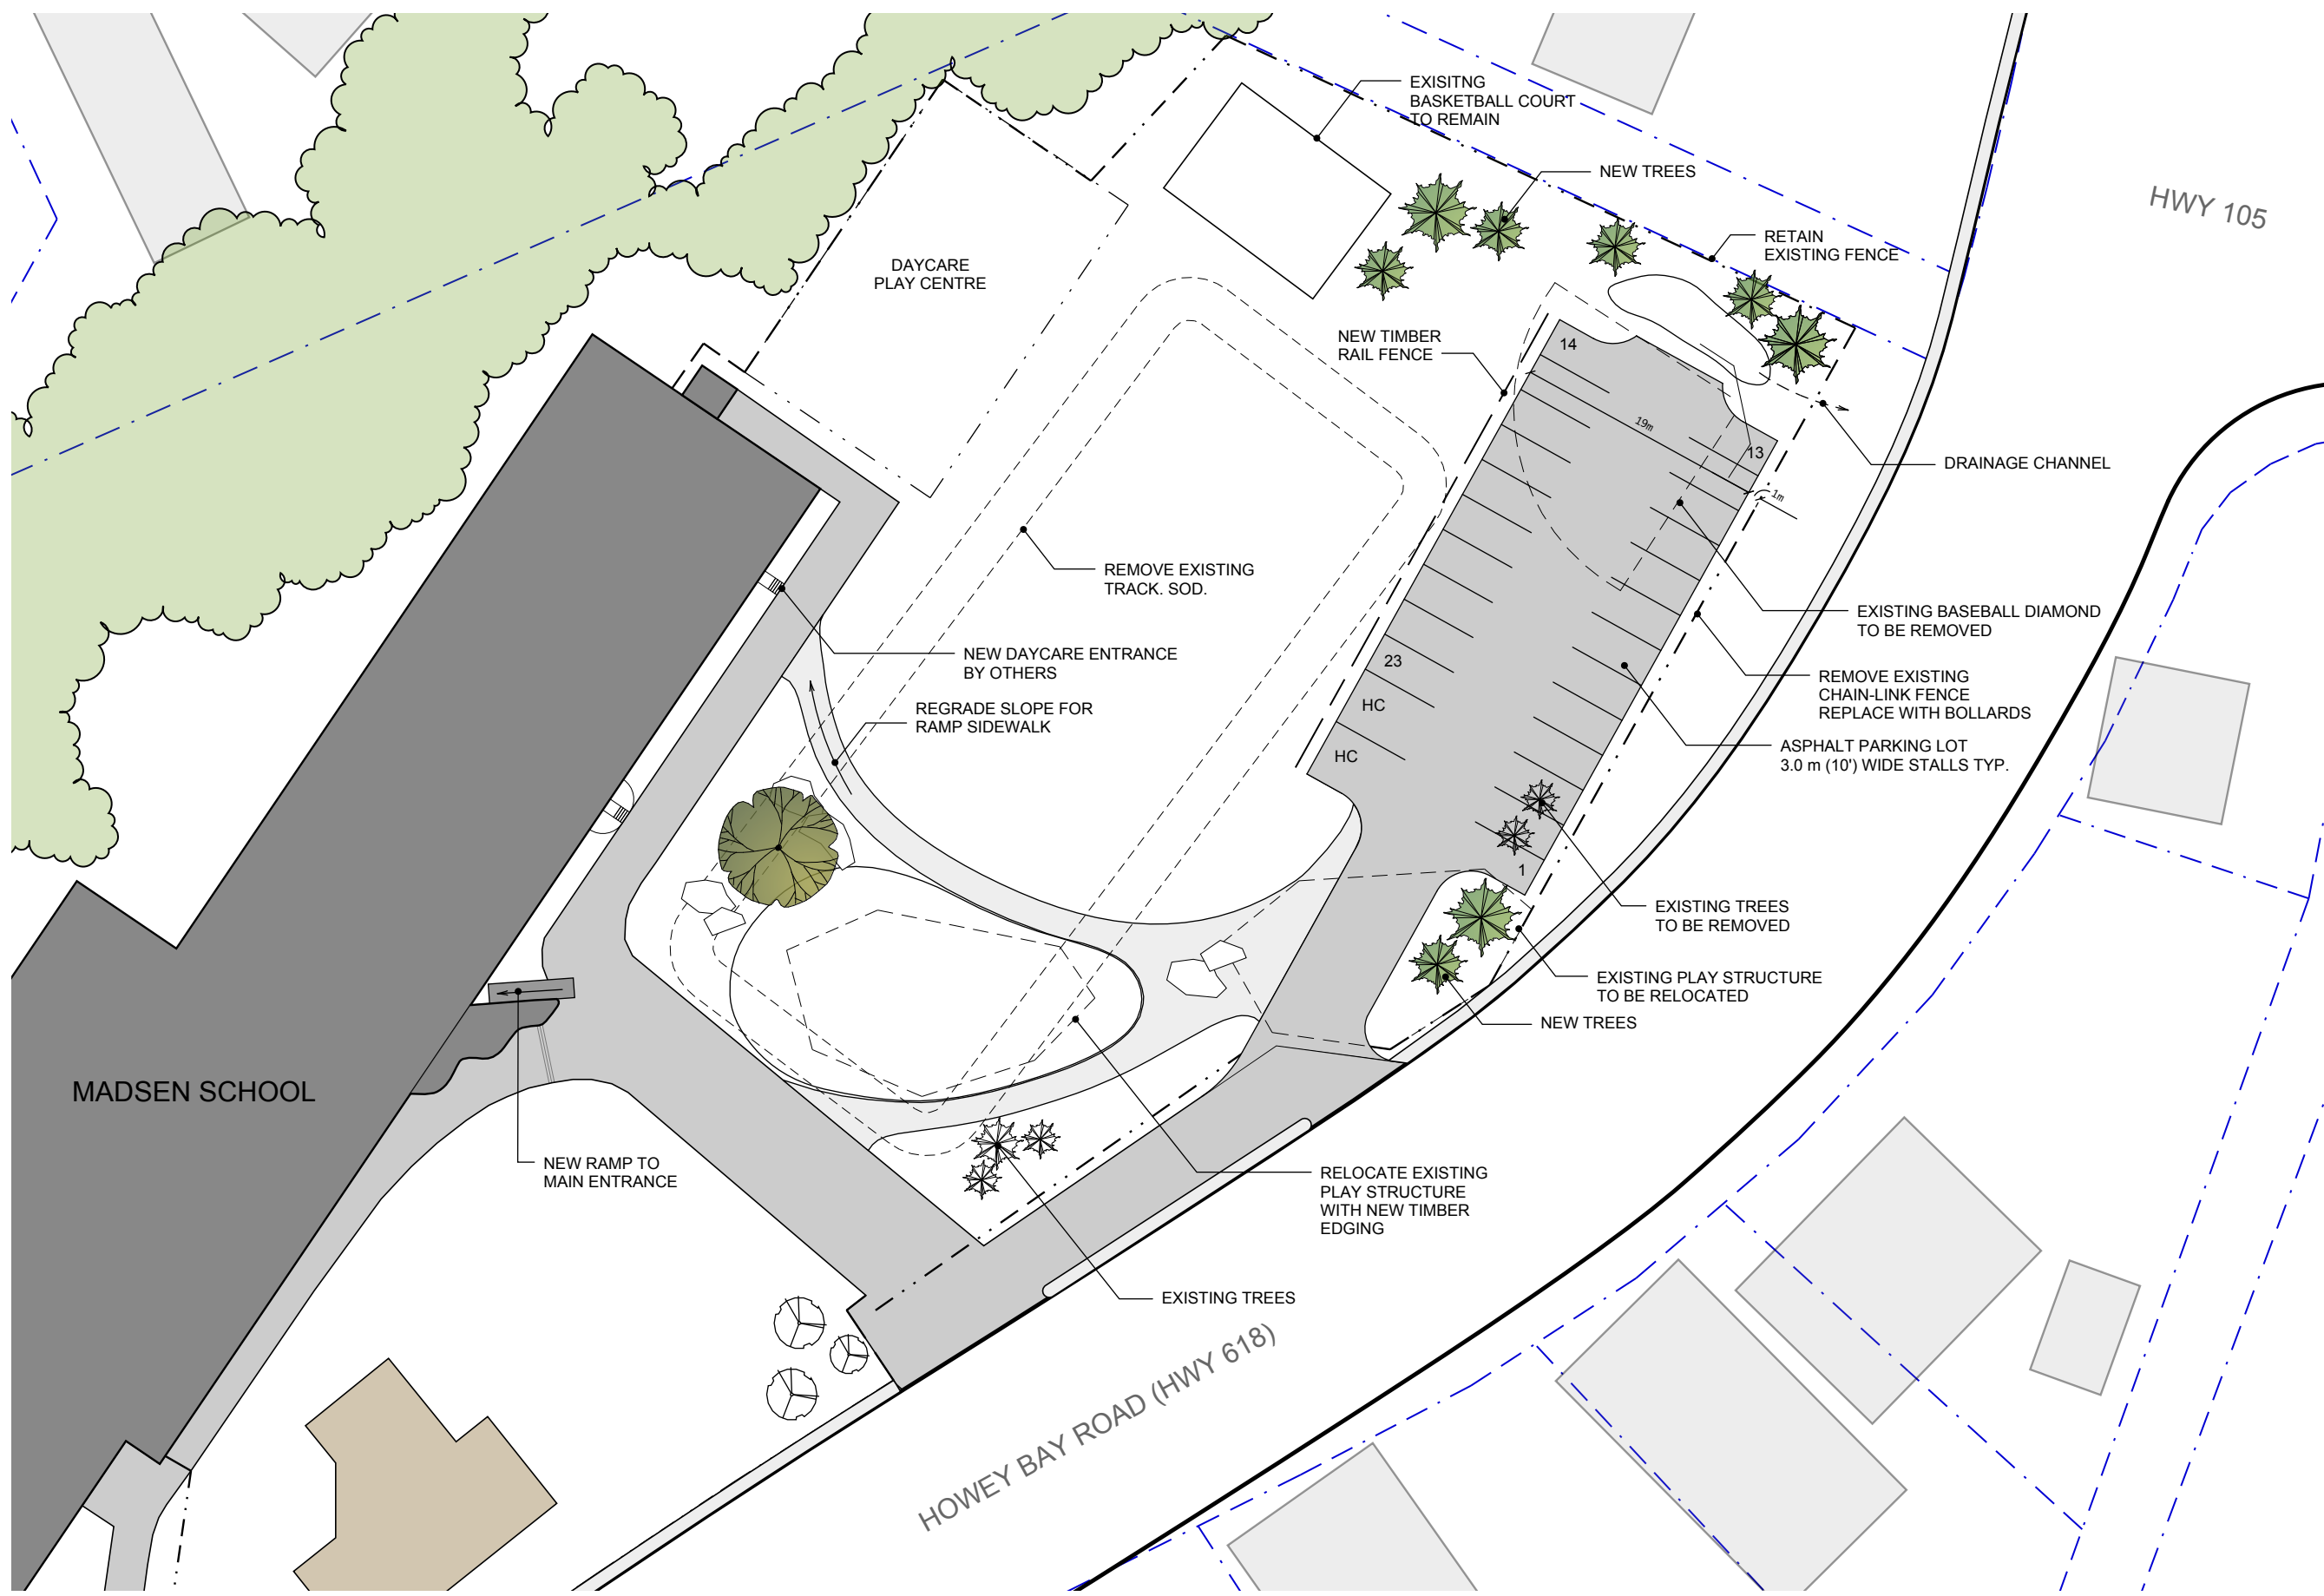 EXISITNG
BASKETBALL COURT
TO REMAIN
NEW TREES
HWY 105
RETAIN
EXISTING FENCE
DAYCARE
PLAY CENTRE
NEW TIMBER
RAIL FENCE
14
19m
13
1m
DRAINAGE CHANNEL
REMOVE EXISTING
TRACK. SOD.
EXISTING BASEBALL DIAMOND
TO BE REMOVED
NEW DAYCARE ENTRANCE
BY OTHERS
23
REMOVE EXISTING
CHAIN-LINK FENCE
REPLACE WITH BOLLARDS
HC
REGRADE SLOPE FOR
RAMP SIDEWALK
HC
ASPHALT PARKING LOT
3.0 m (10') WIDE STALLS TYP.
1
EXISTING TREES
TO BE REMOVED
EXISTING PLAY STRUCTURE
TO BE RELOCATED
NEW TREES
MADSEN SCHOOL
NEW RAMP TO
MAIN ENTRANCE
RELOCATE EXISTING
PLAY STRUCTURE
WITH NEW TIMBER
EDGING
EXISTING TREES
HOWEY BAY ROAD (HWY 618)